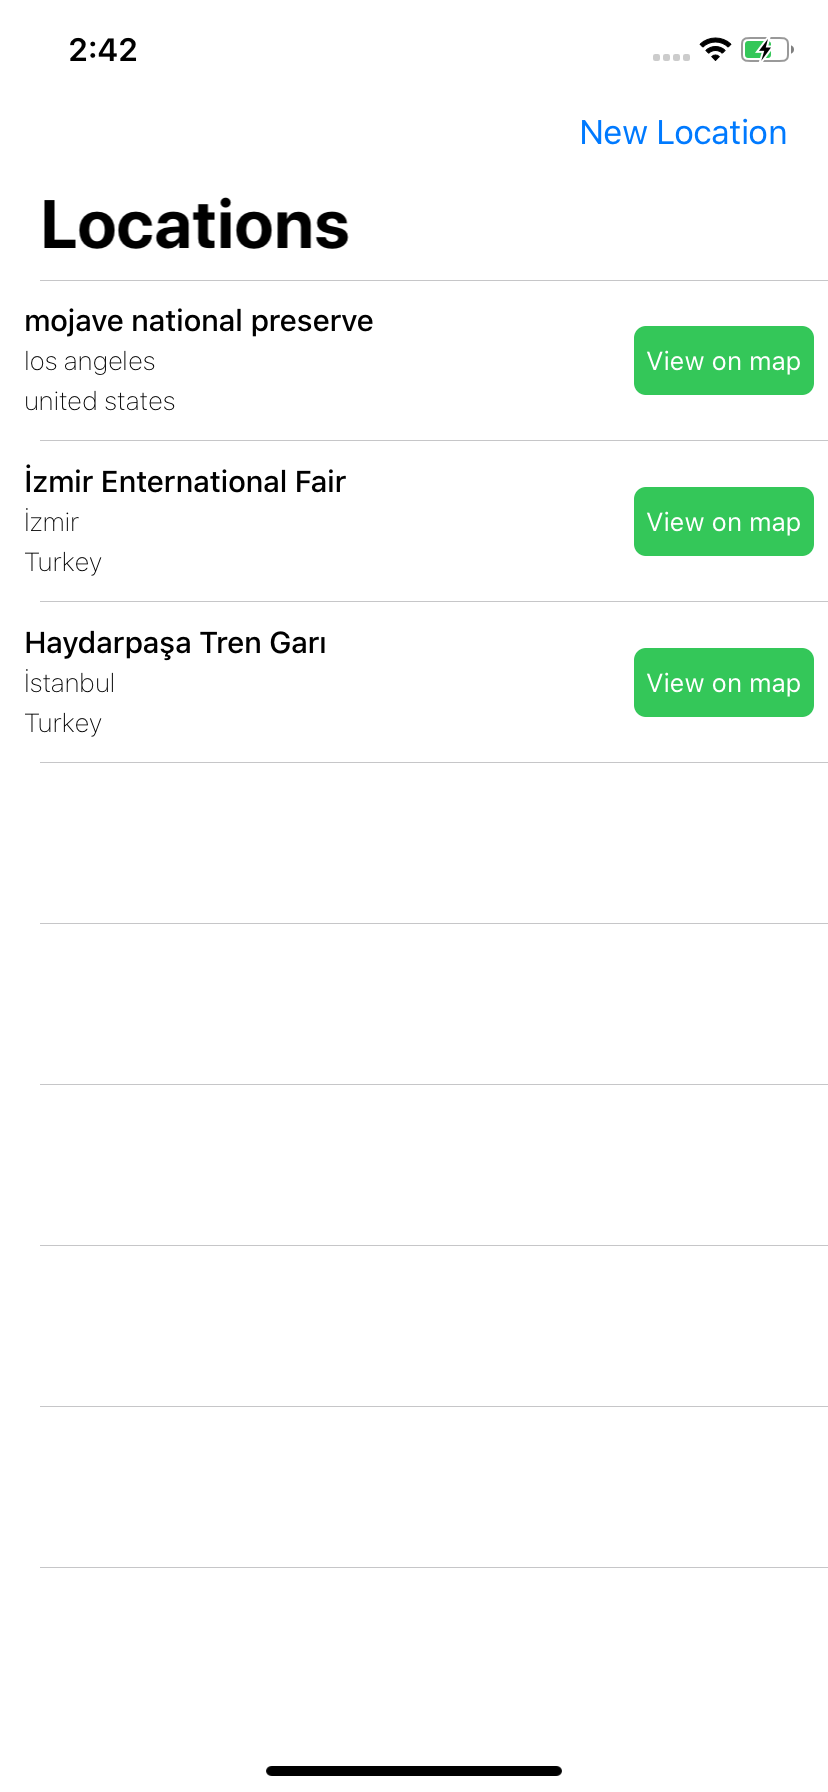 2:42
New Location
Locations
mojave national preserve
los angeles
united states
View on map
İzmir Enternational Fair
İzmir
Turkey
View on map
Haydarpaşa Tren Garı
İstanbul
Turkey
View on map